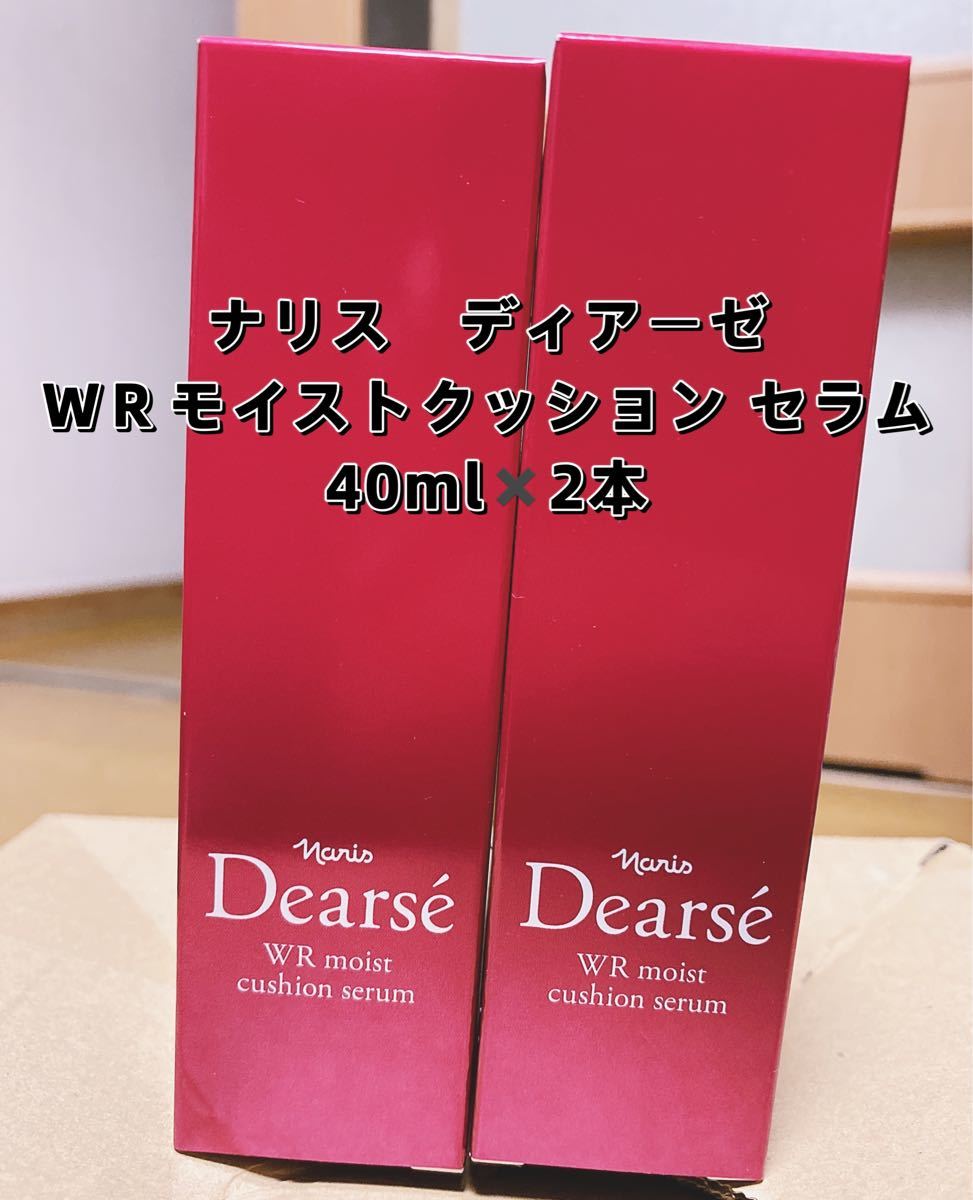 ナリス　ディアーゼ
WR モイストクッション セラム
40ml✖2本
Naris
Dearsé
WR moist
cushion serum
Naris
Dearsé
WR moist
cushion serum